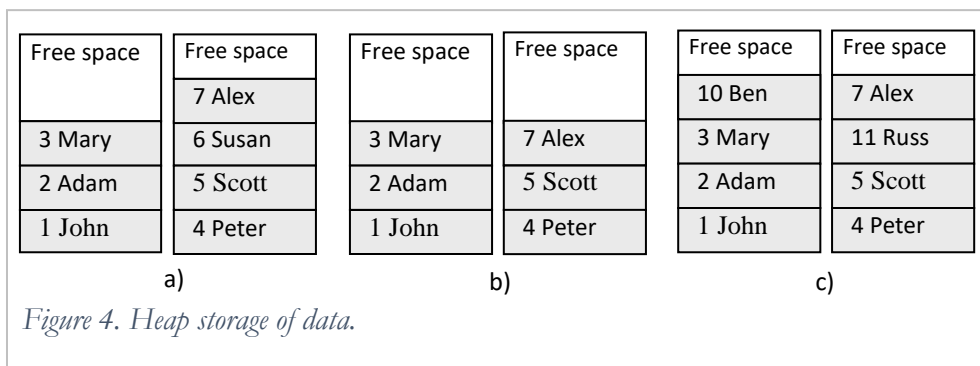 Free space
3 Mary
2 Adam
1 John
Free space
7 Alex
6 Susan
5 Scott
4 Peter
a)
Free space
3 Mary
2 Adam
1 John
Free space
7 Alex
5 Scott
4 Peter
b)
Free space
10 Ben
3 Mary
2 Adam
1 John
Free space
7 Alex
11 Russ
5 Scott
4 Peter
c)
Figure 4. Heap storage of data.